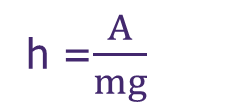 h = A/mg